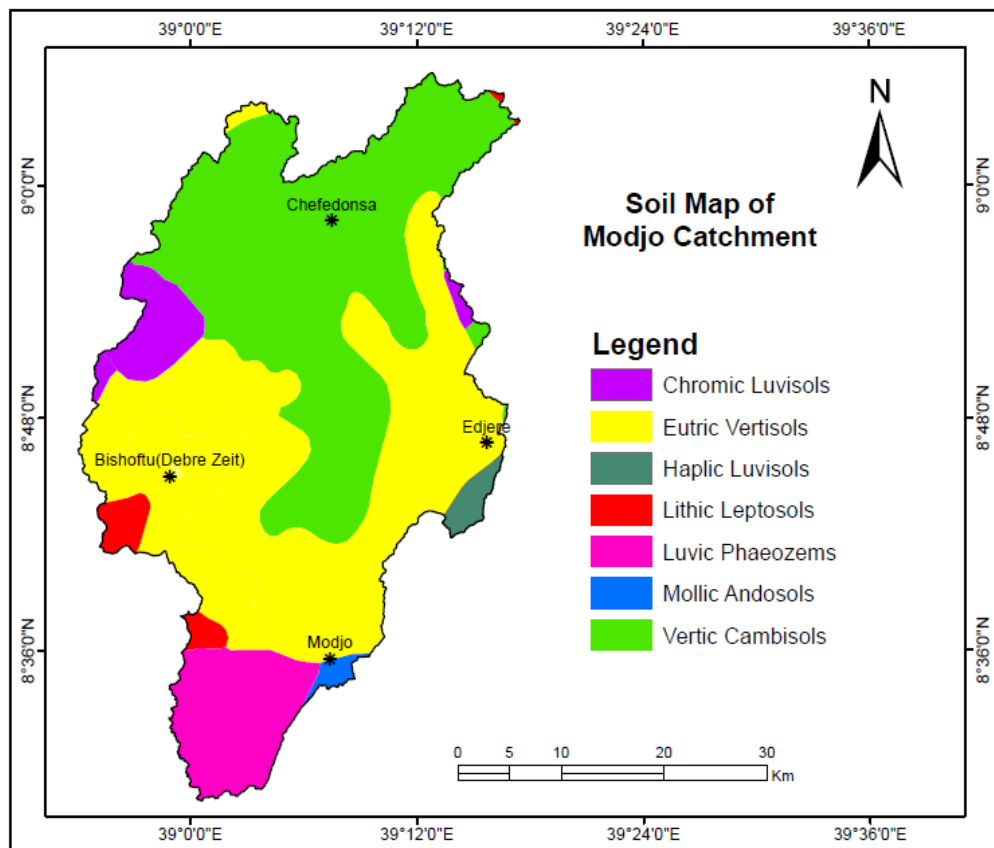 39°0'0"E 39°12'0"E 39°24'0"E 39°36'0"E
N
9°0'0"N
9°0'0"N
Chefedonsa
Soil Map of
Modjo Catchment
Legend
Chromic Luvisols
8°48'0"N
Eutric Vertisols
8°48'0"N
Edjere
Bishoftu(Debre Zeit)
Haplic Luvisols
Lithic Leptosols
Luvic Phaeozems
Mollic Andosols
Vertic Cambisols
8°36'0"N
Modjo
8°36'0"N
0 5 10 20 30
Km
39°0'0"E 39°12'0"E 39°24'0"E 39°36'0"E